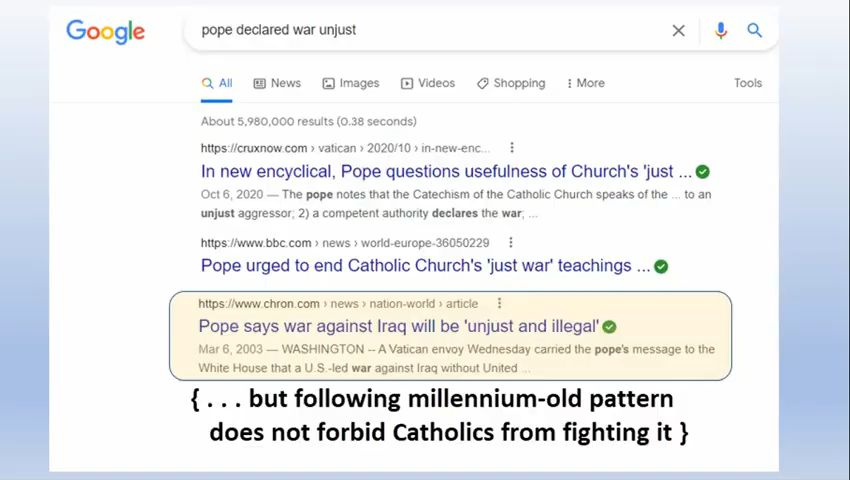 Google
pope declared war unjust
All News Images Videos Shopping More Tools
About 5,980,000 results (0.38 seconds)
https://cruxnow.com › vatican › 2020/10 › in-new-enc...
In new encyclical, Pope questions usefulness of Church's 'just ...
Oct 6, 2020 — The pope notes that the Catechism of the Catholic Church speaks of the ... to an
unjust aggressor; 2) a competent authority declares the war; ...
https://www.bbc.com › news › world-europe-36050229
Pope urged to end Catholic Church's 'just war' teachings ...
https://www.chron.com › news › nation-world › article
Pope says war against Iraq will be 'unjust and illegal'
Mar 6, 2003 — WASHINGTON -- A Vatican envoy Wednesday carried the pope's message to the
White House that a U.S.-led war against Iraq without United ...
{ . . . but following millennium-old pattern
does not forbid Catholics from fighting it }